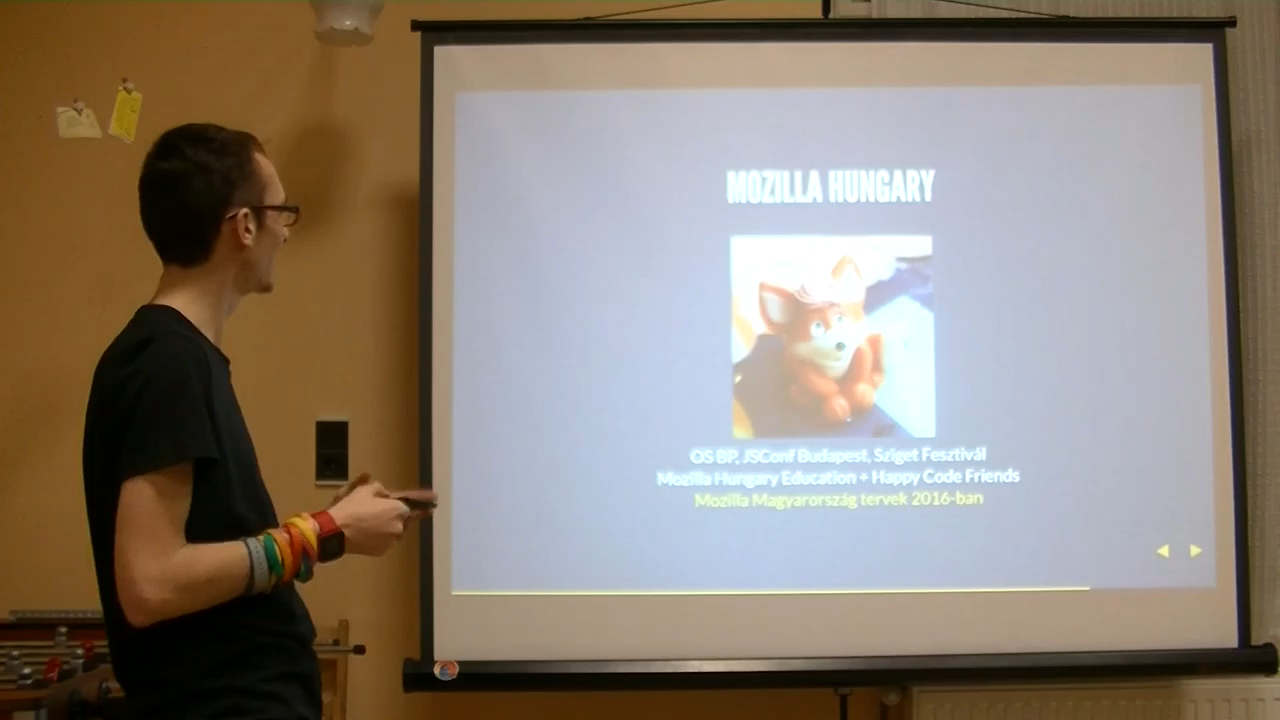 MOZILLA HUNGARY
OS BP, JSConf Budapest, Sziget Fesztivál
Mozilla Hungary Education + Happy Code Friends
Mozilla Magyarország tervek 2016-ban